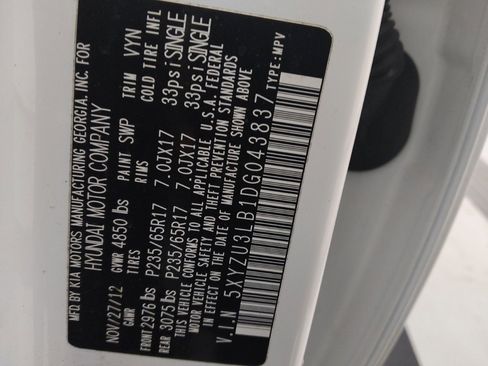 MFD BY KIA MOTORS MANUFACTURING GEORGIA, INC. FOR
HYUNDAI MOTOR COMPANY
NOV/27/12 GVWR 4850 lbs PAINT SWP TRIM VYN
GAWR TIRES RIMS COLD TIRE INFL
FRONT 2976 lbs P235/65R17 7.0JX17 33psi SINGLE
REAR 3075 lbs P235/65R17 7.0JX17 33psi SINGLE
THIS VEHICLE CONFORMS TO ALL APPLICABLE U.S.A FEDERAL
MOTOR VEHICLE SAFETY AND THEFT PREVENTION STANDARDS
IN EFFECT ON THE DATE OF MANUFACTURE SHOWN ABOVE
V.I.N 5XYZU3LB1DG043837
TYPE:MPV